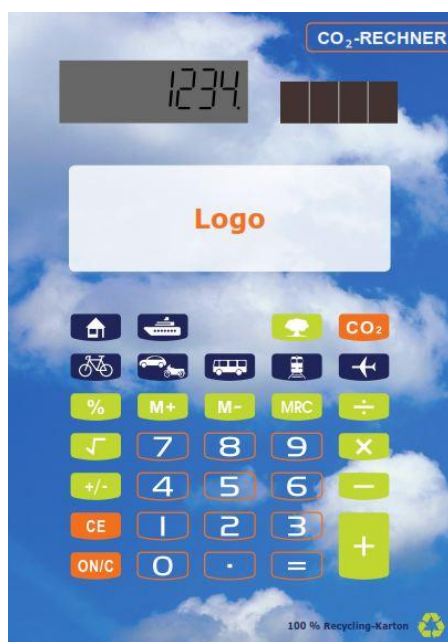 CO₂-RECHNER
1234.
Logo
CO₂
% M+ M- MRC ÷
√ 7 8 9 ×
+/- 4 5 6 −
CE 1 2 3 +
ON/C 0 . =
100 % Recycling-Karton